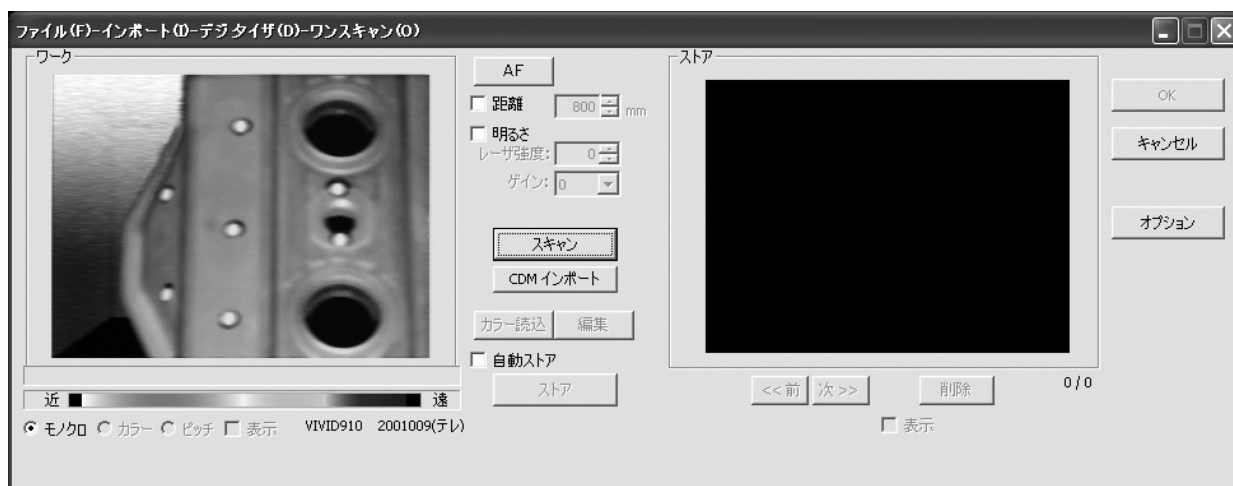 ファイル(F)-インポート(I)-デジタイザ(D)-ワンスキャン(O)
ワーク
AF
距離 800 mm
明るさ
レーザ強度: 0
ゲイン: 0
スキャン
CDM インポート
カラー読込 編集
自動ストア
ストア
近 遠
モノクロ カラー ピッチ 表示 VIVID910 2001009(テレ)
ストア
<< 前 次 >> 削除 0 / 0
表示
OK
キャンセル
オプション